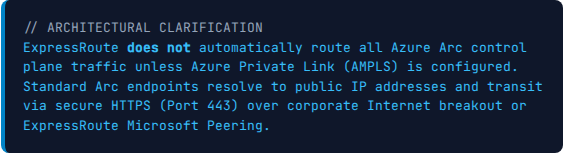 // ARCHITECTURAL CLARIFICATION
ExpressRoute does not automatically route all Azure Arc control
plane traffic unless Azure Private Link (AMPLS) is configured.
Standard Arc endpoints resolve to public IP addresses and transit
via secure HTTPS (Port 443) over corporate Internet breakout or
ExpressRoute Microsoft Peering.